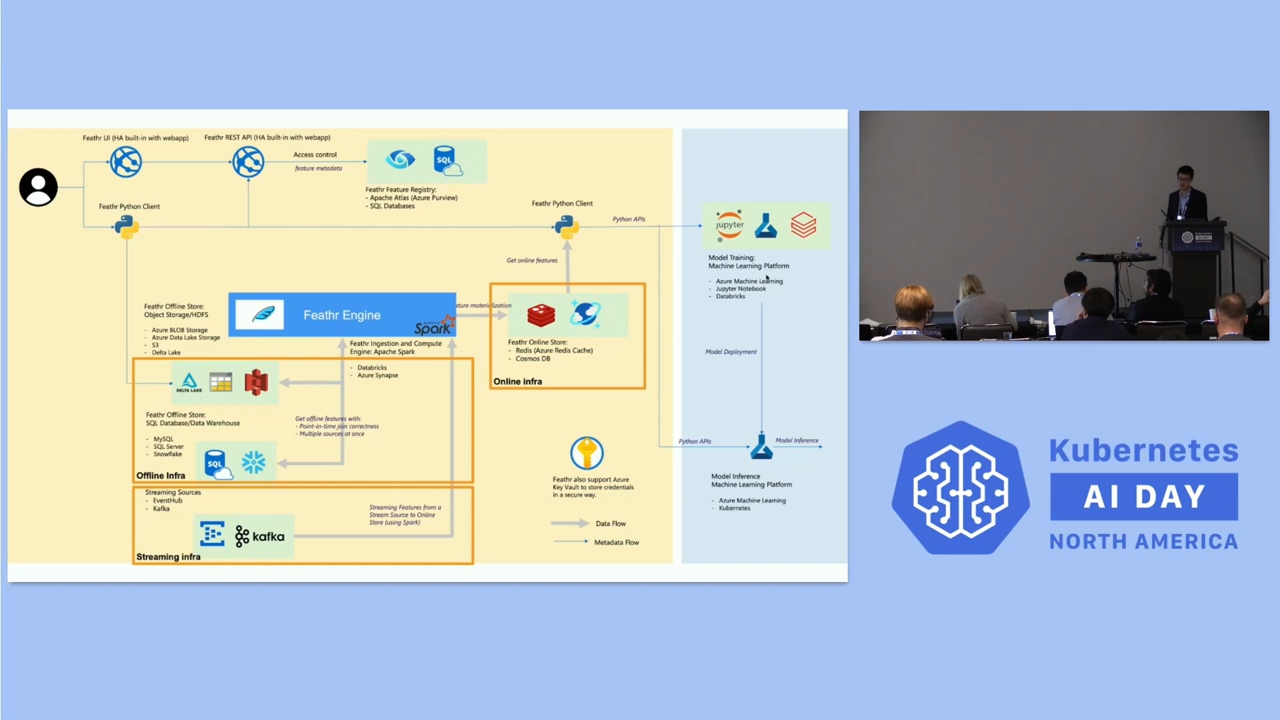 Feathr UI (HA built-in with webapp)
Feathr REST API (HA built-in with webapp)
Access control
feature metadata
SQL
Feathr Feature Registry:
- Apache Atlas (Azure Purview)
- SQL Databases
Feathr Python Client
Feathr Python Client
Python APIs
jupyter
Get online features
Model Training:
Machine Learning Platform
- Azure Machine Learning
- Jupyter Notebook
- Databricks
Feathr Offline Store:
Object Storage/HDFS
- Azure BLOB Storage
- Azure Data Lake Storage
- S3
- Delta Lake
Feathr Engine
APACHE Spark
ature materialization
Feathr Ingestion and Compute
Engine: Apache Spark
- Databricks
- Azure Synapse
Feathr Online Store:
- Redis (Azure Redis Cache)
- Cosmos DB
Online infra
Model Deployment
DELTA LAKE
Feathr Offline Store:
SQL Database/Data Warehouse
- MySQL
- SQL Server
- Snowflake
SQL
Get offline features with:
- Point-in-time join correctness
- Multiple sources at once
Offline Infra
Python APIs
Model Inference
Model Inference
Machine Learning Platform
- Azure Machine Learning
- Kubernetes
Feathr also support Azure
Key Vault to store credentials
in a secure way.
Streaming Sources
- EventHub
- Kafka
kafka
Streaming Features from a
Stream Source to Online
Store (using Spark)
Streaming infra
Data Flow
Metadata Flow
Kubernetes
AI DAY
NORTH AMERICA